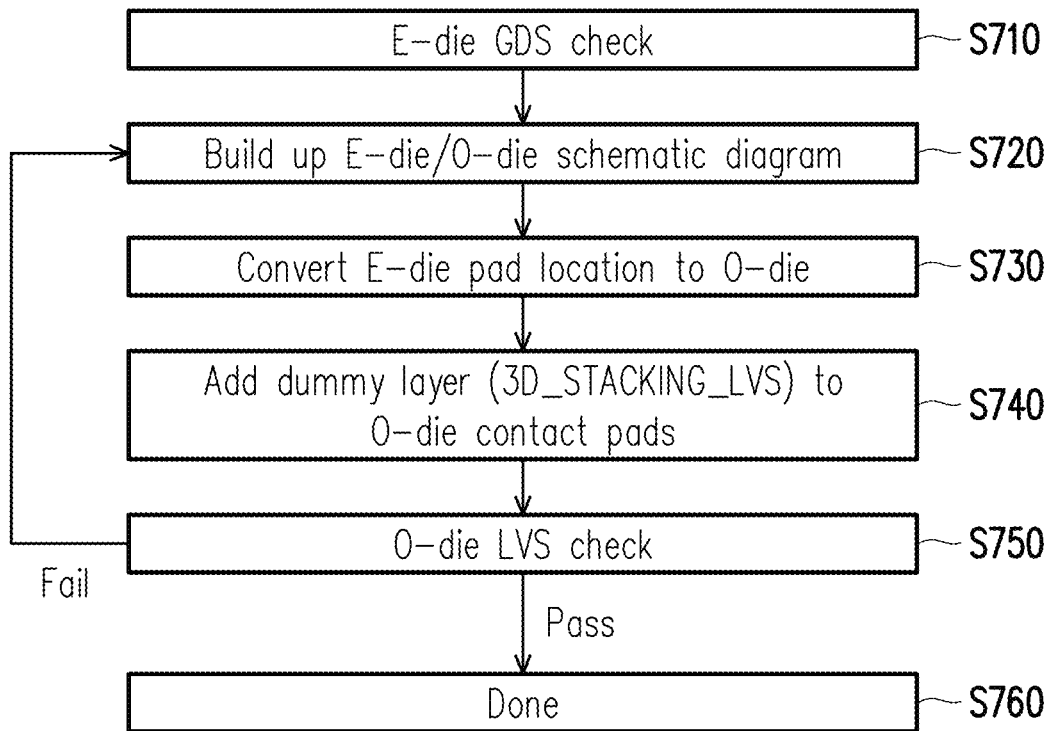 E-die GDS check
S710
Build up E-die/O-die schematic diagram
S720
Convert E-die pad location to O-die
S730
Add dummy layer (3D_STACKING_LVS) to
O-die contact pads
S740
O-die LVS check
S750
Fail
Pass
Done
S760